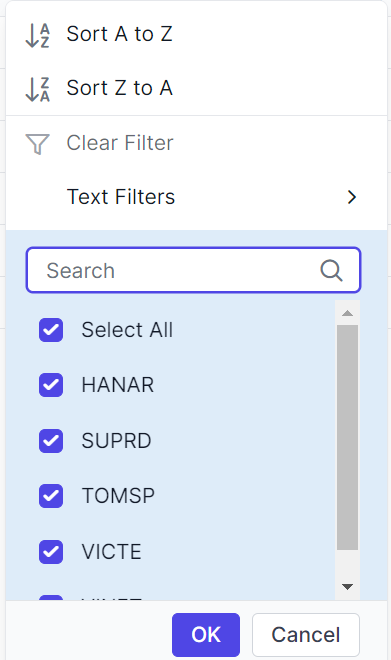 Sort A to Z
Sort Z to A
Clear Filter
Text Filters
Search
Select All
HANAR
SUPRD
TOMSP
VICTE
OK
Cancel